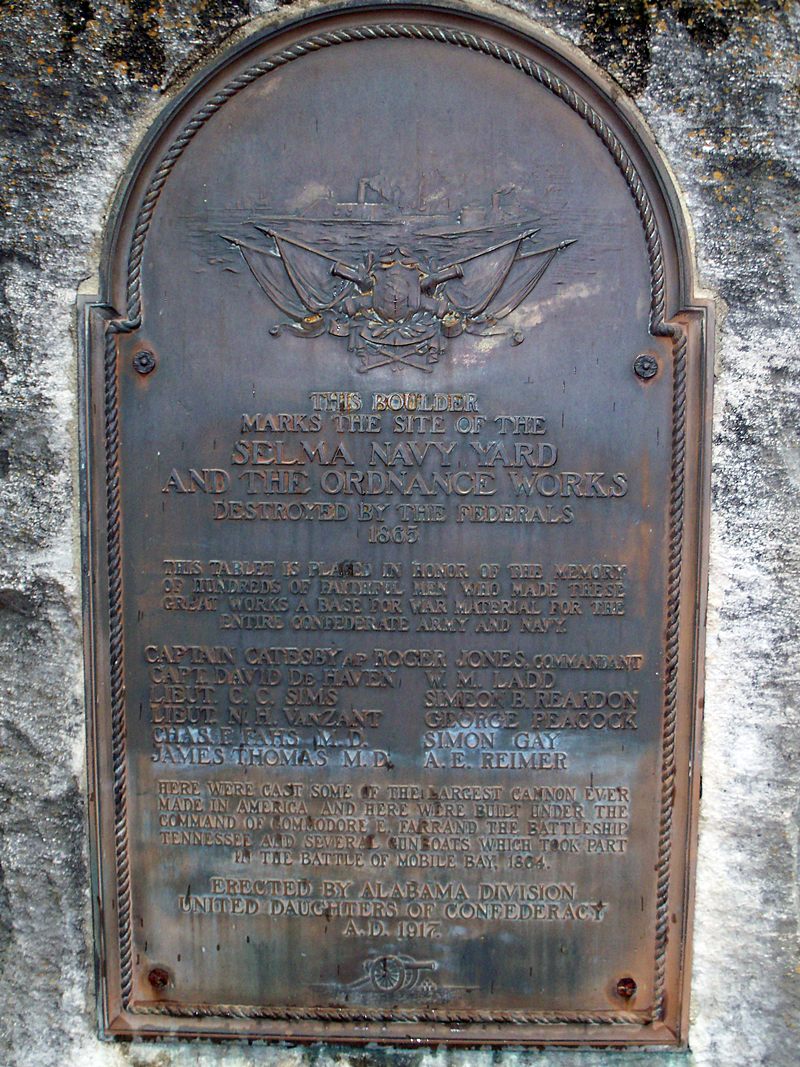 THIS BOULDER
MARKS THE SITE OF THE
SELMA NAVY YARD
AND THE ORDNANCE WORKS
DESTROYED BY THE FEDERALS
1865
THIS TABLET IS PLACED IN HONOR OF THE MEMORY
OF HUNDREDS OF FAITHFUL MEN WHO MADE THESE
GREAT WORKS A BASE FOR WAR MATERIAL FOR THE
ENTIRE CONFEDERATE ARMY AND NAVY.
CAPTAIN CATESBY AP ROGER JONES, COMMANDANT
CAPT. DAVID DE HAVEN W. M. LADD
LIEUT. C. C. SIMS SIMEON B. REARDON
LIEUT. N. H. VANZANT GEORGE PEACOCK
CHAS. F. FAHS M. D. SIMON GAY
JAMES THOMAS M. D. A. E. REIMER
HERE WERE CAST SOME OF THE LARGEST CANNON EVER
MADE IN AMERICA AND HERE WERE BUILT UNDER THE
COMMAND OF COMMODORE E. FARRAND THE BATTLESHIP
TENNESSEE AND SEVERAL GUNBOATS WHICH TOOK PART
IN THE BATTLE OF MOBILE BAY, 1864.
ERECTED BY ALABAMA DIVISION
UNITED DAUGHTERS OF CONFEDERACY
A. D. 1917.